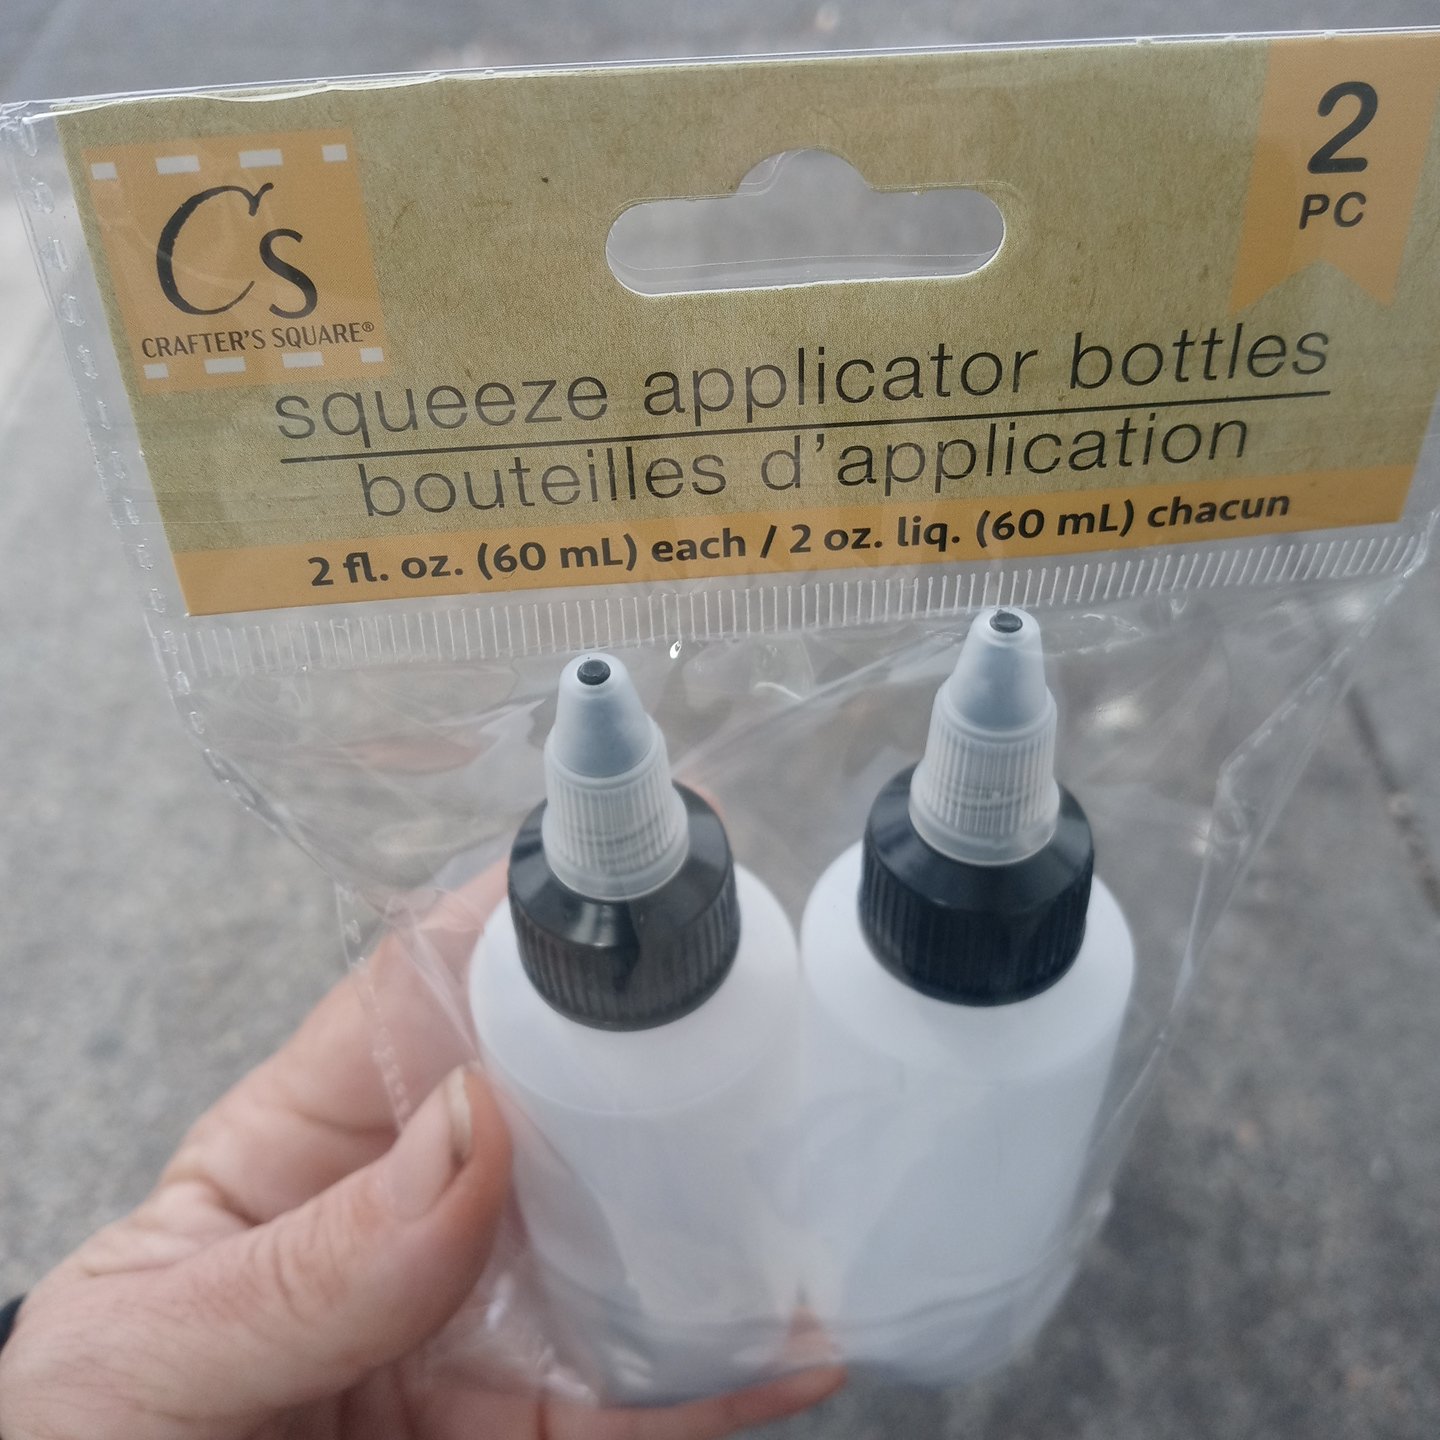 Cs
CRAFTER'S SQUARE®
2
PC
squeeze applicator bottles
bouteilles d'application
2 fl. oz. (60 mL) each / 2 oz. liq. (60 mL) chacun